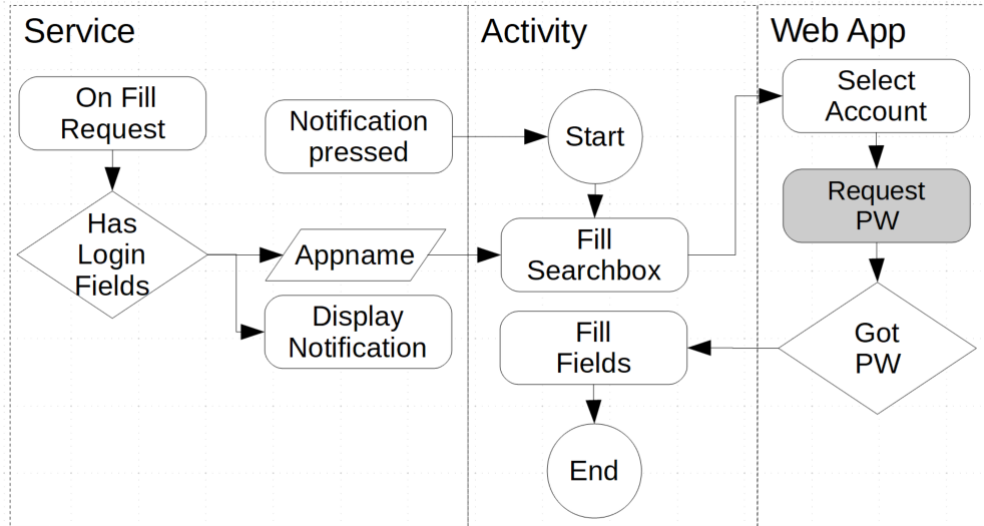 Service
Activity
Web App
On Fill
Request
Notification
pressed
Start
Select
Account
Request
PW
Has
Login
Fields
Appname
Fill
Searchbox
Display
Notification
Fill
Fields
Got
PW
End